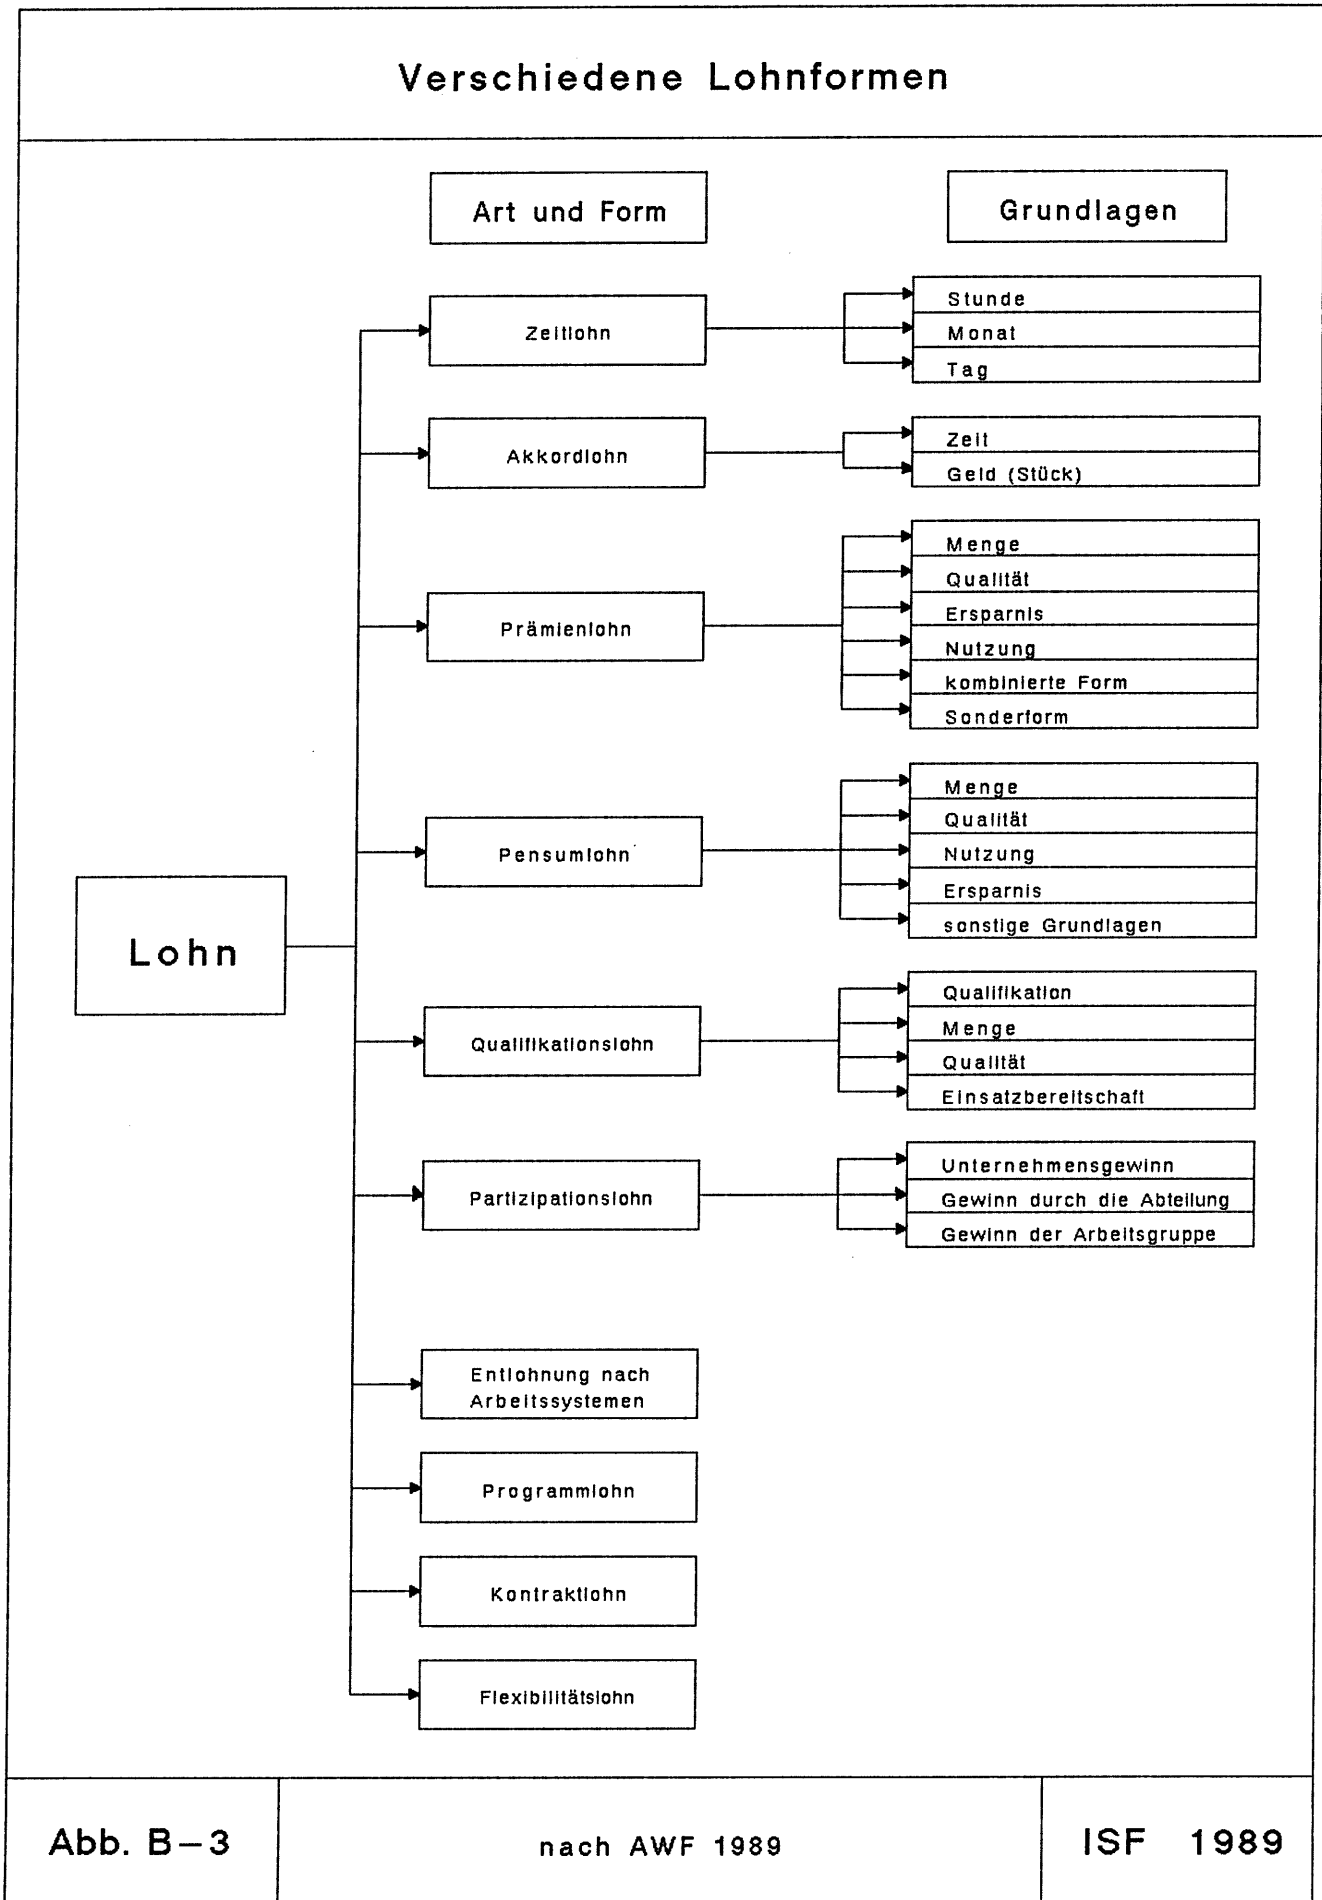 Verschiedene Lohnformen
Art und Form
Grundlagen
Lohn
Zeitlohn
Stunde
Monat
Tag
Akkordlohn
Zeit
Geld (Stück)
Prämienlohn
Menge
Qualität
Ersparnis
Nutzung
kombinierte Form
Sonderform
Pensumlohn
Menge
Qualität
Nutzung
Ersparnis
sonstige Grundlagen
Qualifikationslohn
Qualifikation
Menge
Qualität
Einsatzbereitschaft
Partizipationslohn
Unternehmensgewinn
Gewinn durch die Abteilung
Gewinn der Arbeitsgruppe
Entlohnung nach
Arbeitssystemen
Programmlohn
Kontraktlohn
Flexibilitätslohn
Abb. B-3
nach AWF 1989
ISF 1989